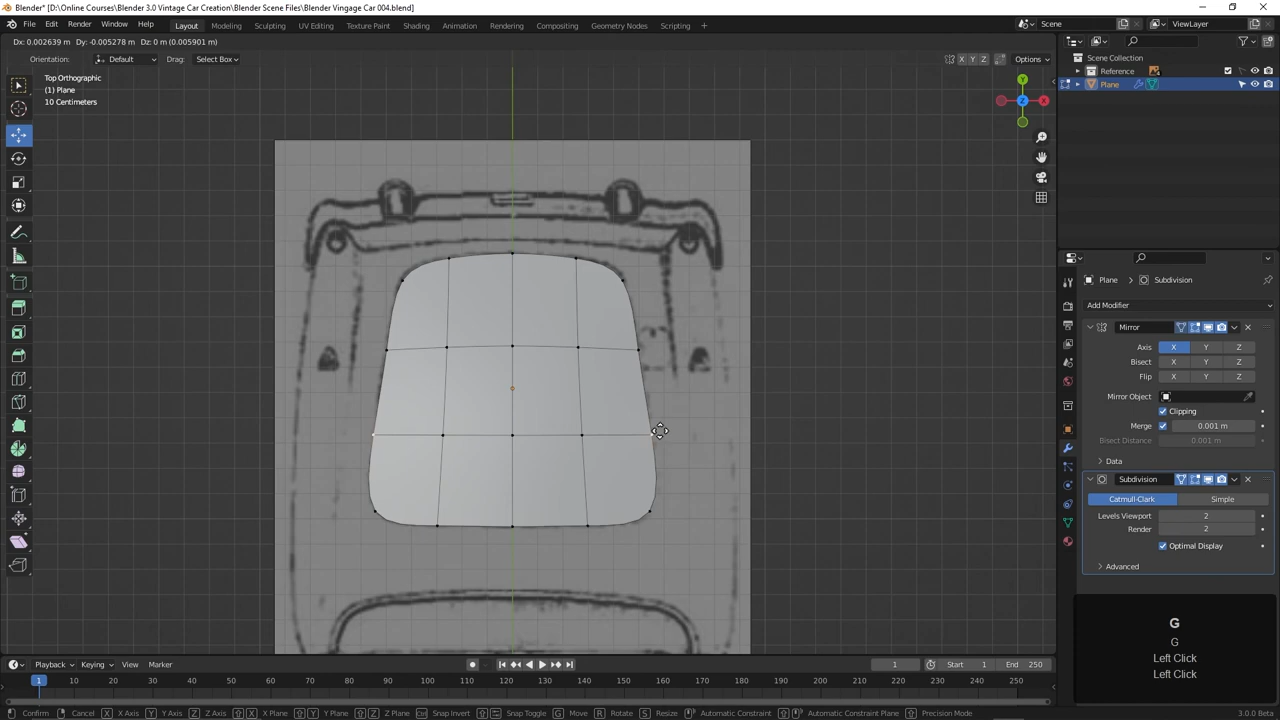 Blender* [D:\Online Courses\Blender 3.0 Vintage Car Creation\Blender Scene Files\Blender Vingage Car 004.blend]
File Edit Render Window Help Layout Modeling Sculpting UV Editing Texture Paint Shading Animation Rendering Compositing Geometry Nodes Scripting Scene ViewLayer
Dx: 0.002639 m Dy: -0.005278 m Dz: 0 m (0.005901 m)
Orientation: Default Drag: Select Box X Y Z Options
Top Orthographic
(1) Plane
10 Centimeters
Y
Z
X
Scene Collection
Reference
Plane
Plane > Subdivision
Add Modifier
Mirror
Axis X Y Z
Bisect X Y Z
Flip X Y Z
Mirror Object
Clipping
Merge 0.001 m
Bisect Distance 0.001 m
Data
Subdivision
Catmull-Clark Simple
Levels Viewport 2
Render 2
Optimal Display
Advanced
G
G
Left Click
Left Click
Playback Keying View Marker 1 Start 1 End 250
1 10 20 30 40 50 60 70 80 90 100 110 120 130 140 150 160 170 180 190 200 210 220 230 240 250
Confirm Cancel X X Axis Y Y Axis Z Z Axis X X Plane Y Y Plane Z Z Plane Snap Invert Snap Toggle G Move R Rotate S Resize Automatic Constraint Automatic Constraint Plane Precision Mode 3.0.0 Beta